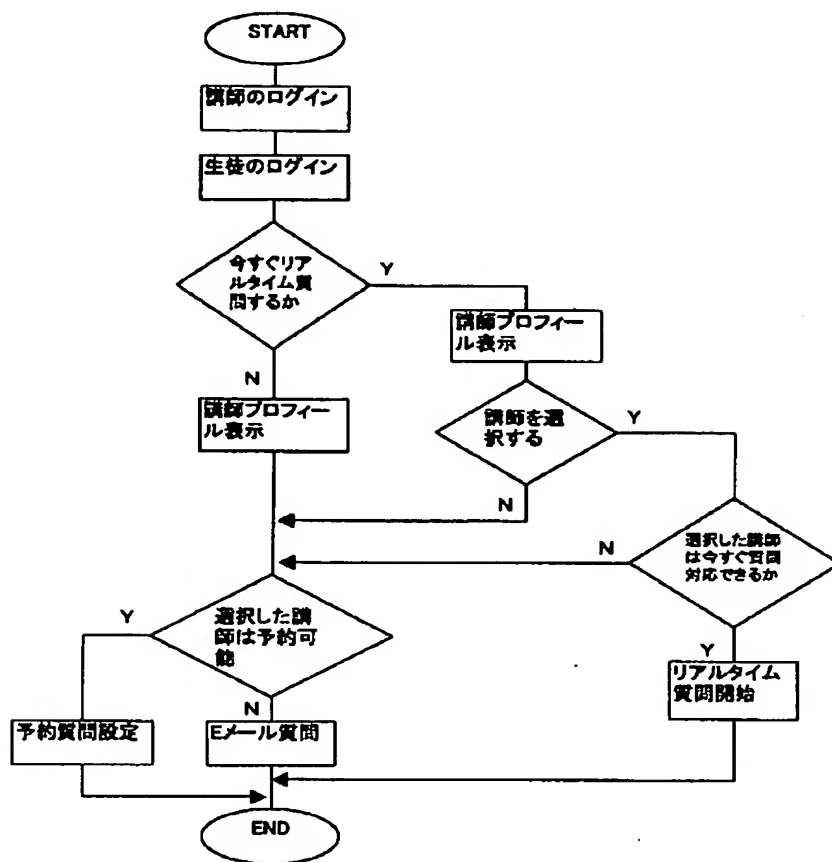 START
講師のログイン
生徒のログイン
今すぐリア
ルタイム質
問するか
Y
講師プロフィー
ル表示
N
講師プロフィー
ル表示
講師を選
択する
Y
N
選択した講師
は今すぐ質問
対応できるか
N
Y
選択した講
師は予約可
能
Y
リアルタイム
質問開始
N
予約質問設定
Eメール質問
END